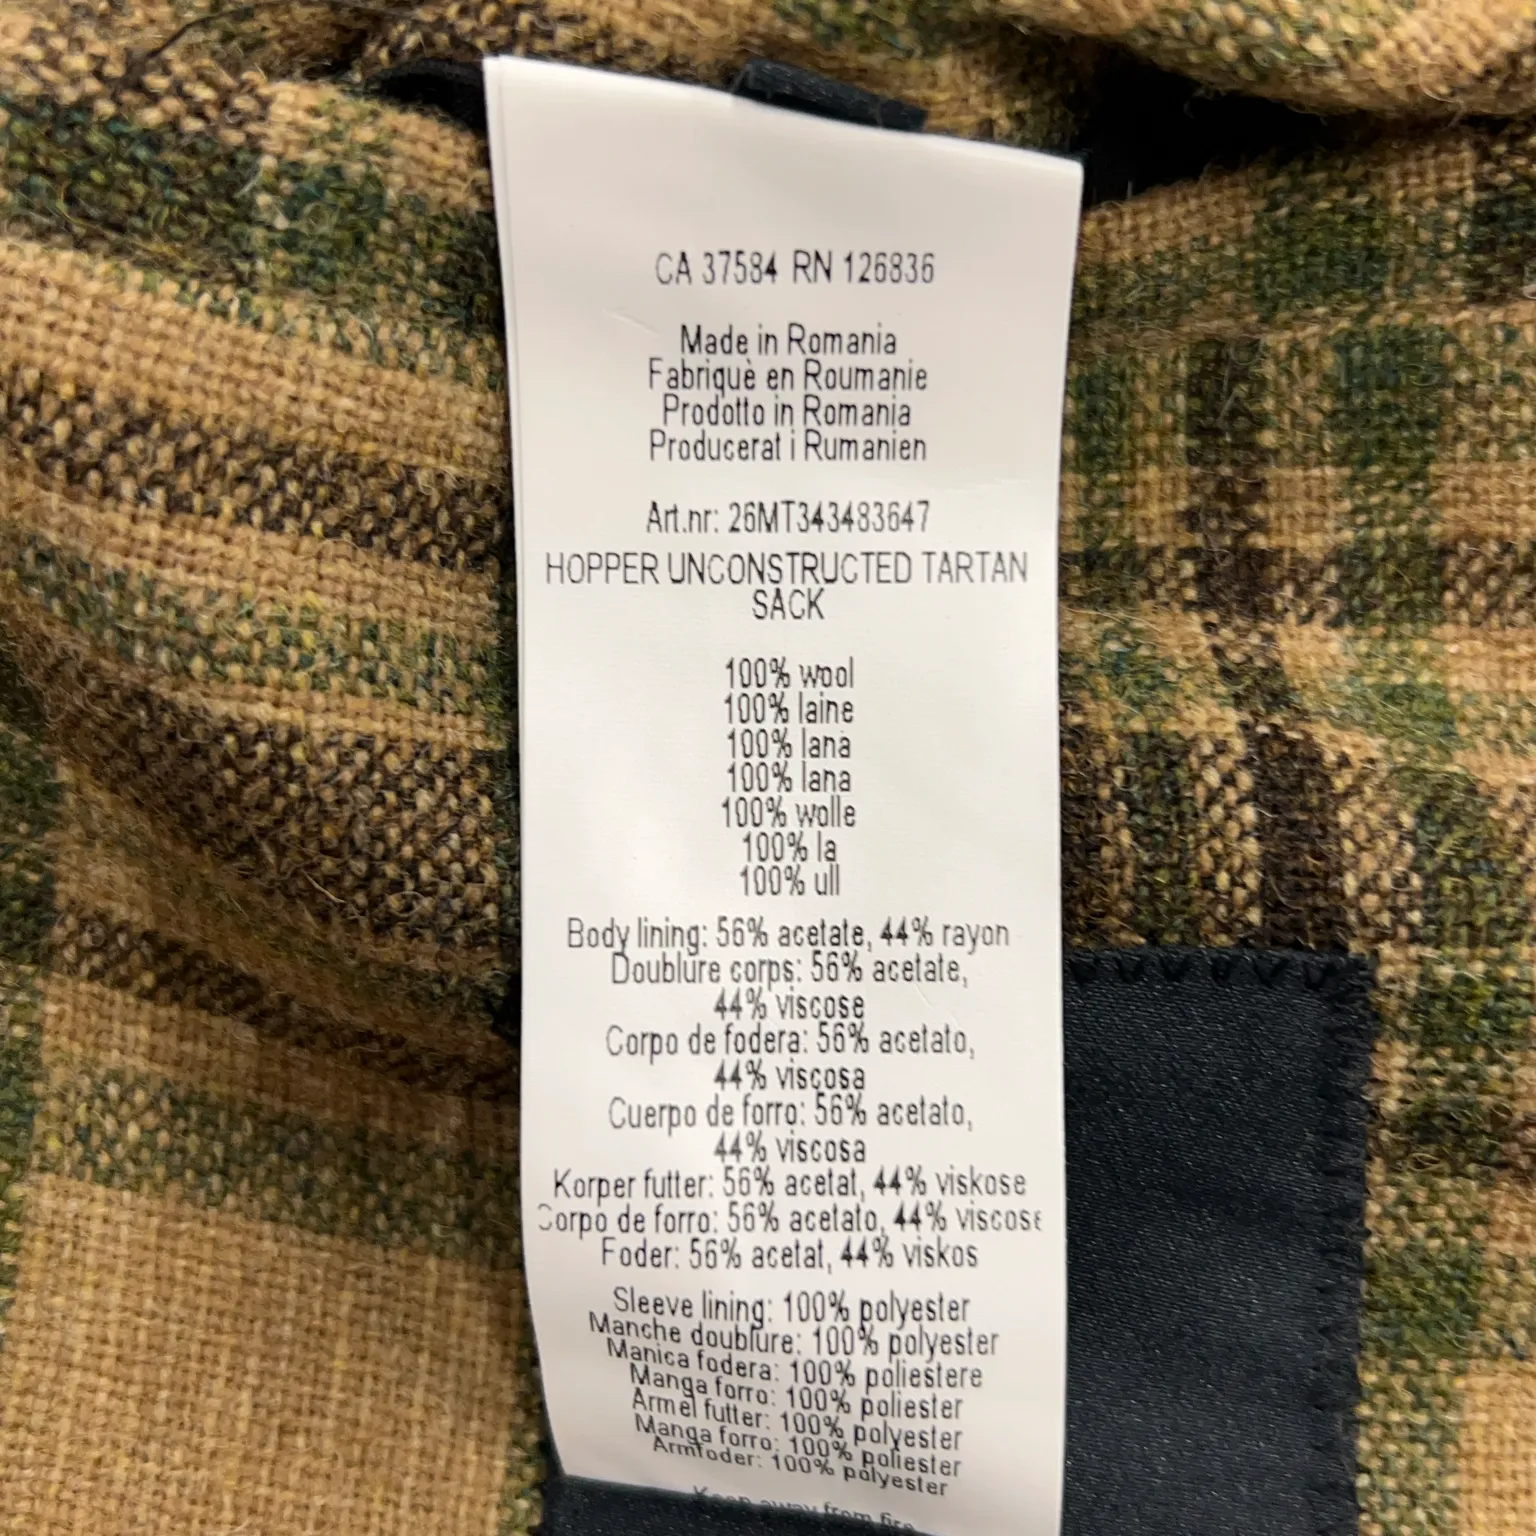 CA 37584 RN 126836
Made in Romania
Fabriquè en Roumanie
Prodotto in Romania
Producerat i Rumanien
Art.nr: 26MT343483647
HOPPER UNCONSTRUCTED TARTAN
SACK
100% wool
100% laine
100% lana
100% lana
100% wolle
100% la
100% ull
Body lining: 56% acetate, 44% rayon
Doublure corps: 56% acetate,
44% viscose
Corpo de fodera: 56% acetato,
44% viscosa
Cuerpo de forro: 56% acetato,
44% viscosa
Korper futter: 56% acetat, 44% viskose
Corpo de forro: 56% acetato, 44% viscose
Foder: 56% acetat, 44% viskos
Sleeve lining: 100% polyester
Manche doublure: 100% polyester
Manica fodera: 100% poliestere
Manga forro: 100% poliester
Armel futter: 100% polyester
Manga forro: 100% poliester
Armfoder: 100% polyester
Keep away from fire